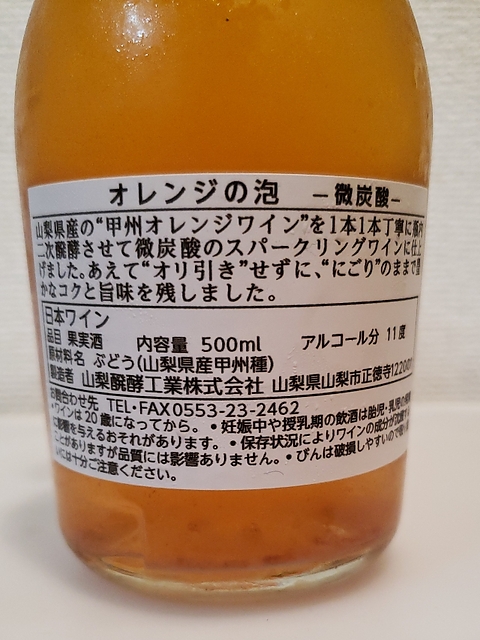 オレンジの泡 －微炭酸－
山梨県産の“甲州オレンジワイン”を1本1本丁寧に瓶内
二次醗酵させて微炭酸のスパークリングワインに仕上
げました。あえて“オリ引き”せずに、“にごり”のままで豊
かなコクと旨味を残しました。
日本ワイン
品目 果実酒 内容量 500ml アルコール分 11度
原材料名 ぶどう(山梨県産甲州種)
製造者 山梨醗酵工業株式会社 山梨県山梨市正徳寺1220
お問合わせ先 TEL・FAX0553-23-2462
・ワインは20歳になってから。 ・妊娠中や授乳期の飲酒は胎児・乳児の
に影響を与えるおそれがあります。 ・保存状況によりワインの成分が
ことがありますが品質には影響ありません。 ・びんは破損しやすいので
いには十分ご注意ください。